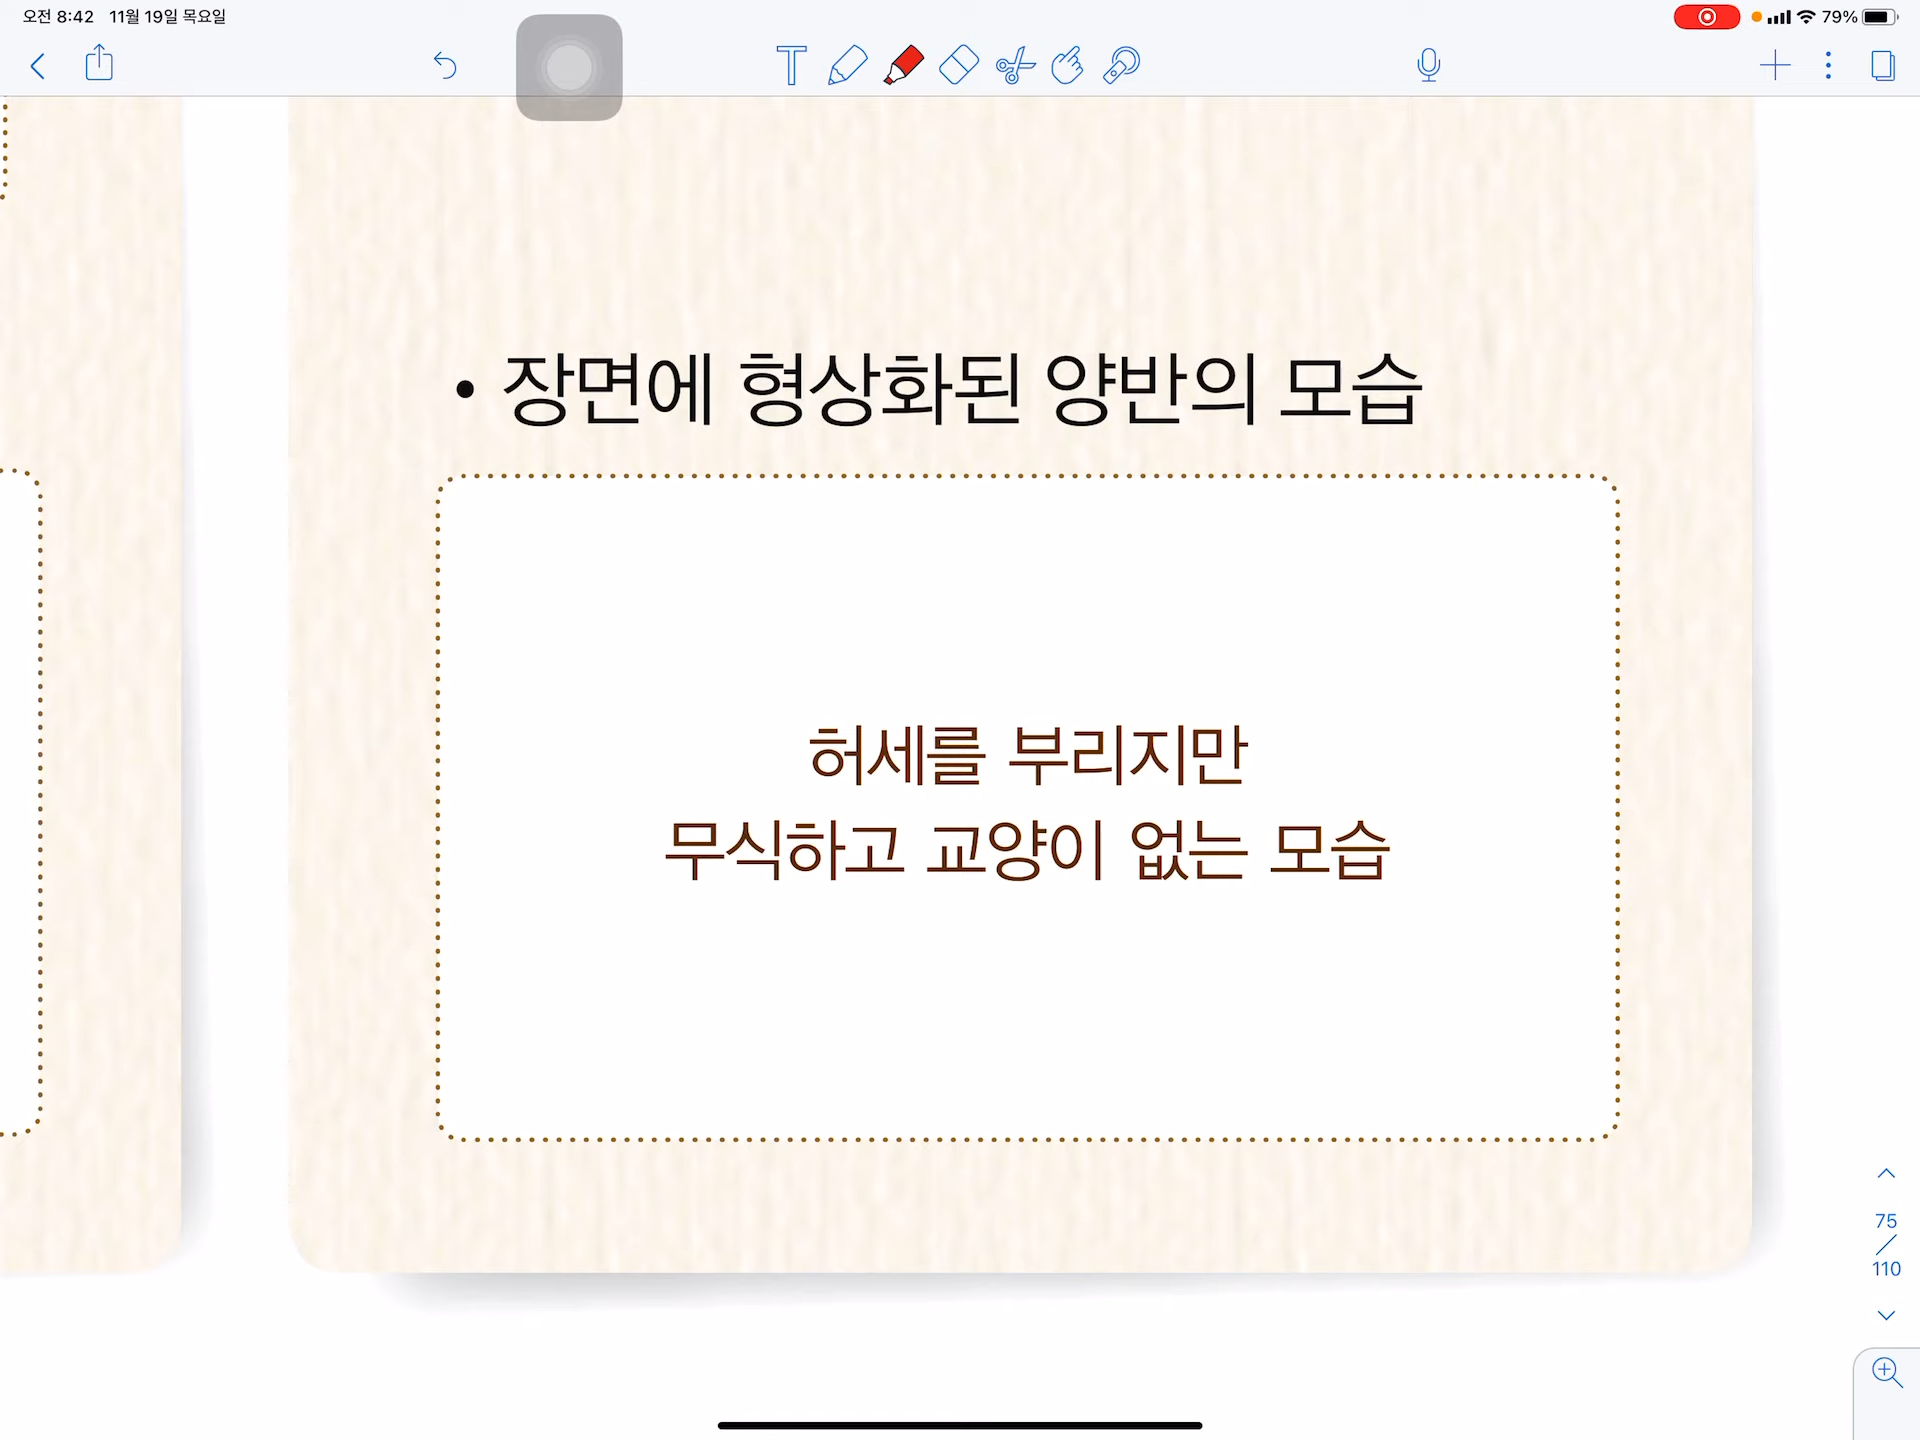 오전 8:42 11월 19일 목요일
79%
• 장면에 형상화된 양반의 모습
허세를 부리지만
무식하고 교양이 없는 모습
75
110